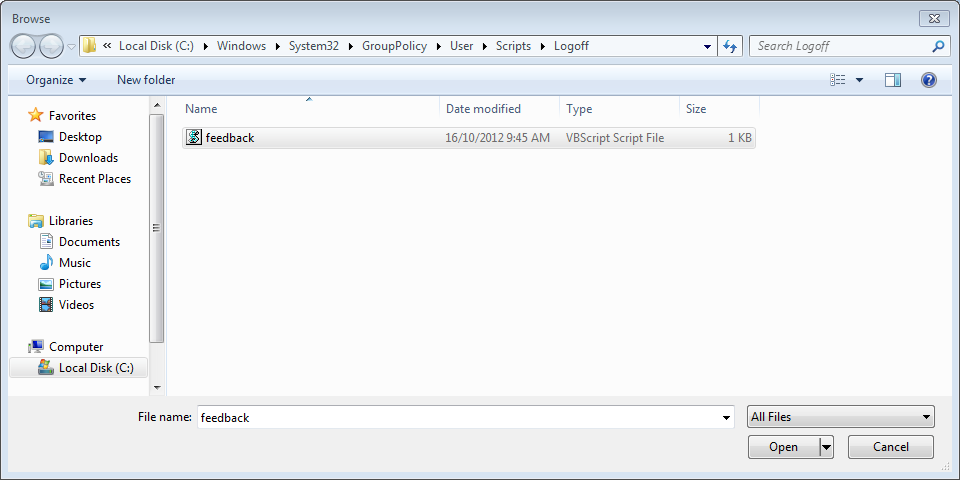 Browse
« Local Disk (C:) Windows System32 GroupPolicy User Scripts Logoff
Search Logoff
Organize New folder
Favorites
Desktop
Downloads
Recent Places
Libraries
Documents
Music
Pictures
Videos
Computer
Local Disk (C:)
Name Date modified Type Size
feedback 16/10/2012 9:45 AM VBScript Script File 1 KB
File name: feedback All Files
Open Cancel